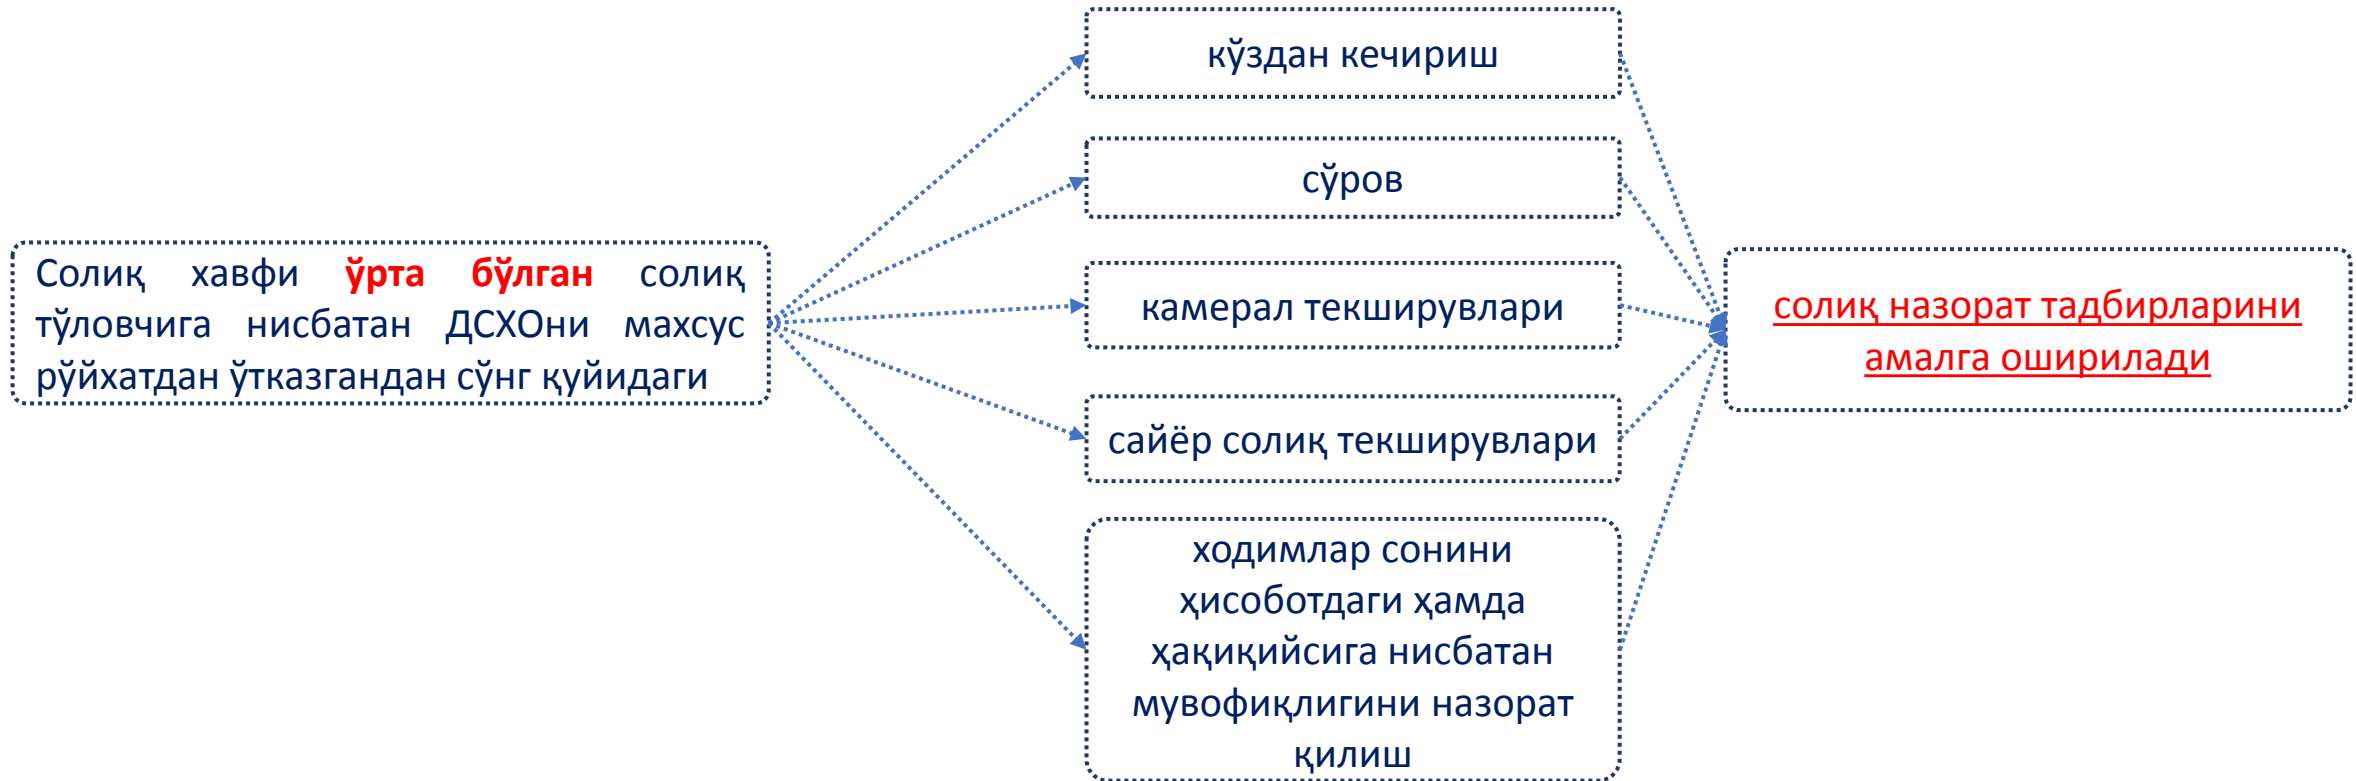 Солиқ хавфи ўрта бўлган солиқ
тўловчига нисбатан ДСХОни махсус
рўйхатдан ўтказгандан сўнг қуйидаги
кўздан кечириш
сўров
камерал текширувлари
сайёр солиқ текширувлари
ходимлар сонини
ҳисоботдаги ҳамда
ҳақиқийсига нисбатан
мувофиқлигини назорат
қилиш
солиқ назорат тадбирларини
амалга оширилади